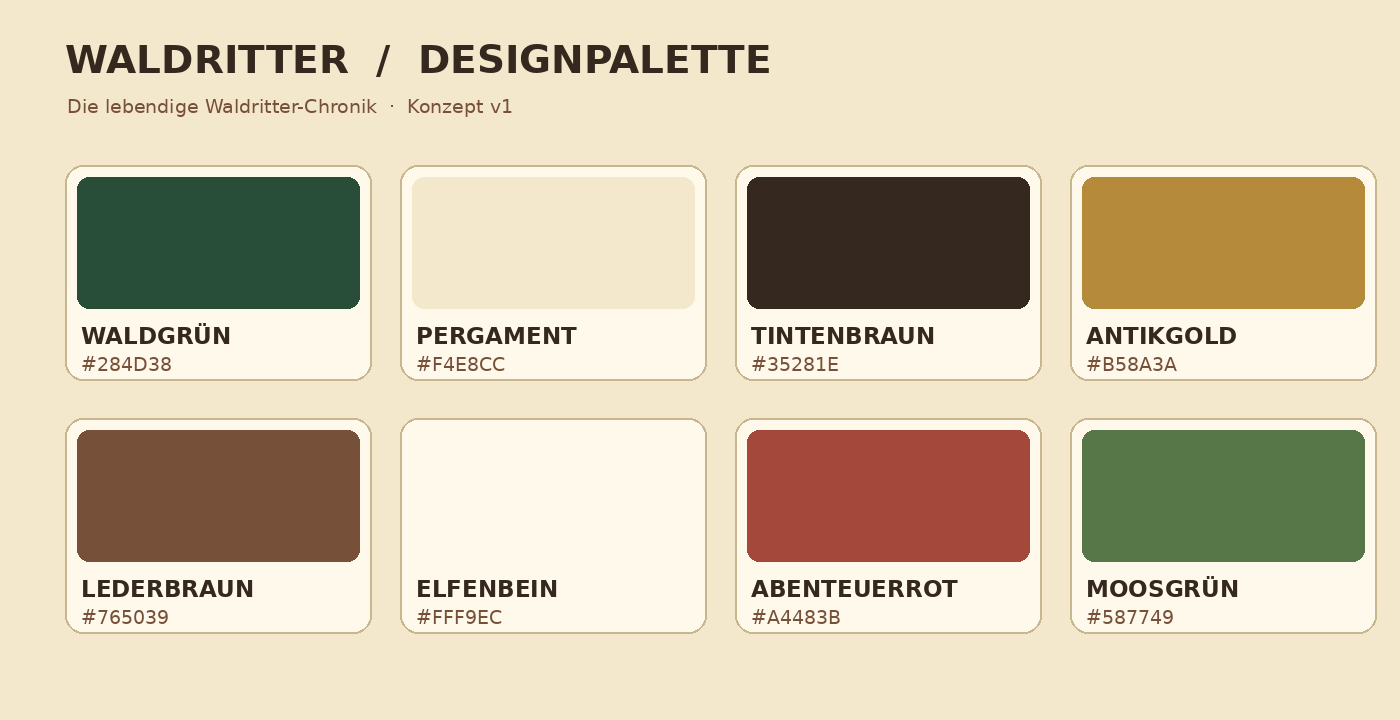 WALDRITTER / DESIGNPALETTE
Die lebendige Waldritter-Chronik · Konzept v1
WALDGRÜN
#284D38
PERGAMENT
#F4E8CC
TINTENBRAUN
#35281E
ANTIKGOLD
#B58A3A
LEDERBRAUN
#765039
ELFENBEIN
#FFF9EC
ABENTEUERROT
#A4483B
MOOSGRÜN
#587749